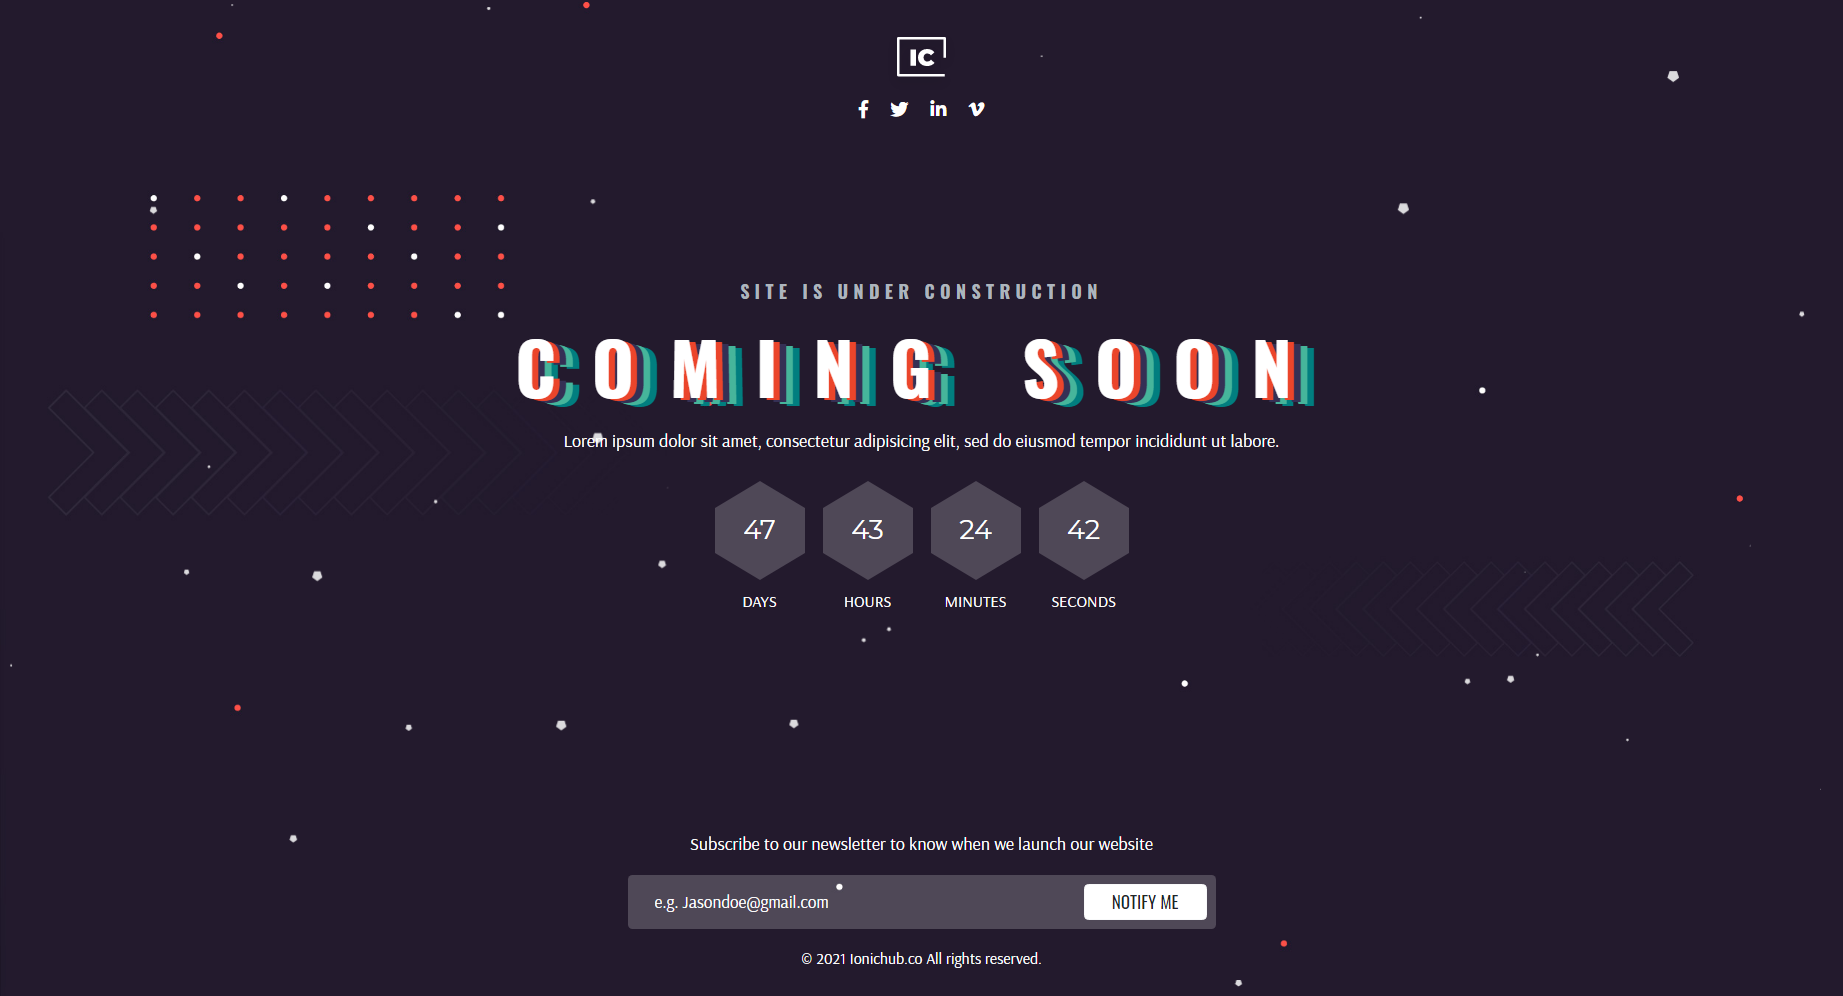 IC
SITE IS UNDER CONSTRUCTION
COMING SOON
Lorem ipsum dolor sit amet, consectetur adipisicing elit, sed do eiusmod tempor incididunt ut labore.
47 43 24 42
DAYS HOURS MINUTES SECONDS
Subscribe to our newsletter to know when we launch our website
e.g. Jasondoe@gmail.com NOTIFY ME
© 2021 Ionichub.co All rights reserved.